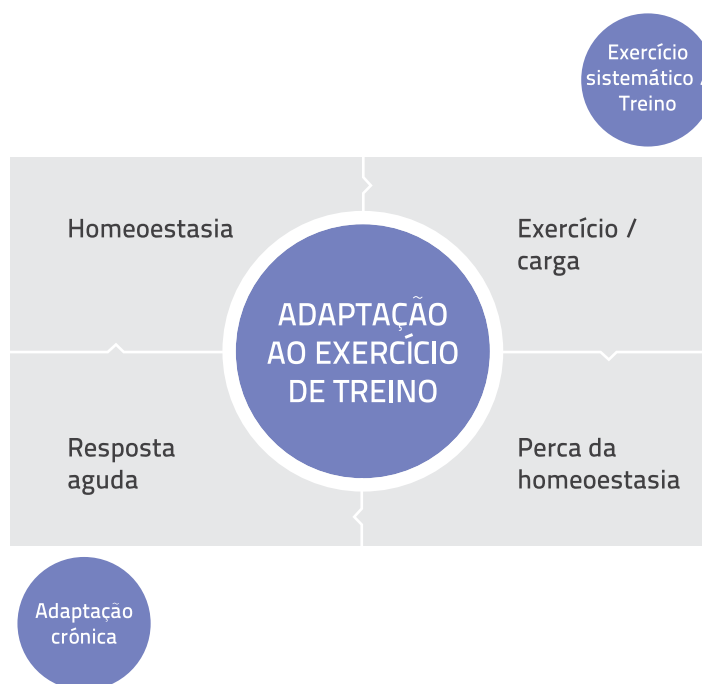 Exercício
sistemático /
Treino
Homeoestasia
Exercício /
carga
ADAPTAÇÃO
AO EXERCÍCIO
DE TREINO
Resposta
aguda
Perca da
homeoestasia
Adaptação
crónica